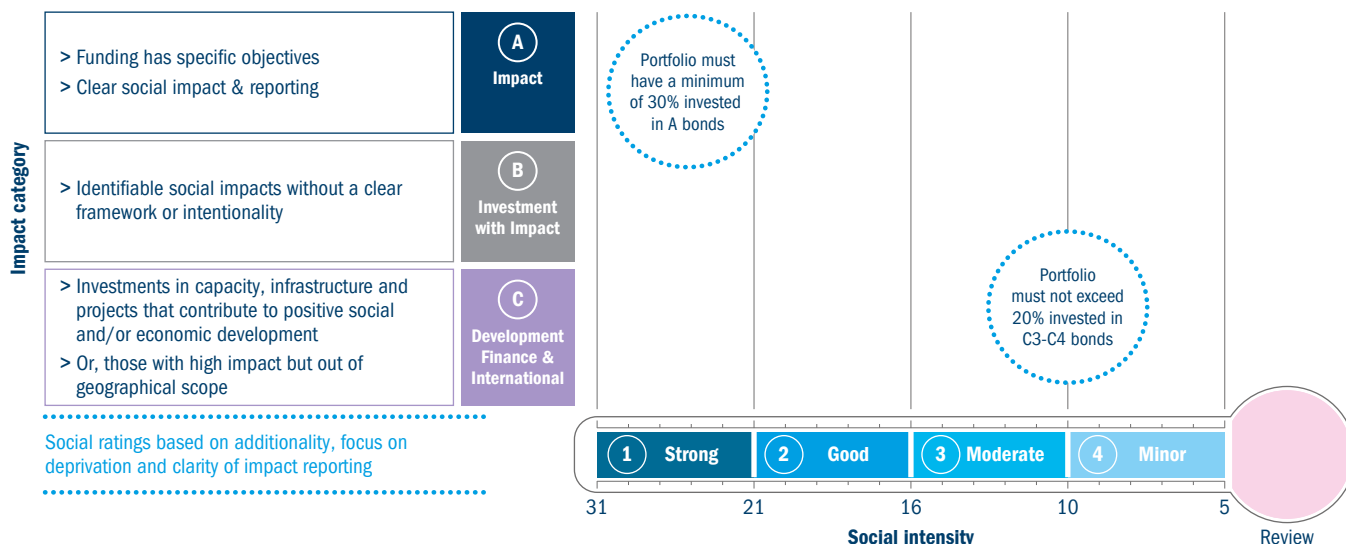 Impact category
> Funding has specific objectives
> Clear social impact & reporting
A
Impact
Portfolio must
have a minimum
of 30% invested
in A bonds
> Identifiable social impacts without a clear
framework or intentionality
B
Investment
with Impact
> Investments in capacity, infrastructure and
projects that contribute to positive social
and/or economic development
> Or, those with high impact but out of
geographical scope
C
Development
Finance &
International
Portfolio
must not exceed
20% invested in
C3-C4 bonds
Social ratings based on additionality, focus on
deprivation and clarity of impact reporting
1 Strong
2 Good
3 Moderate
4 Minor
31 21 16 10 5
Social intensity
Review